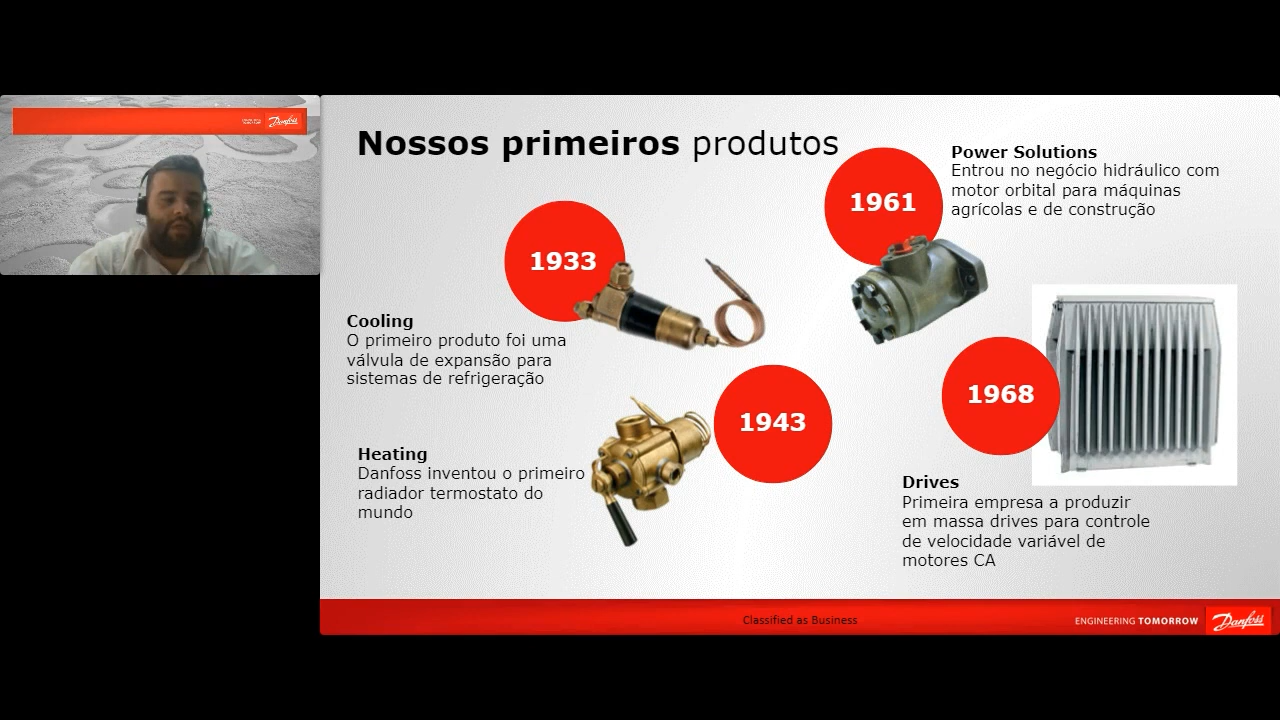 Danfoss
Nossos primeiros produtos
1961
Power Solutions
Entrou no negócio hidráulico com
motor orbital para máquinas
agrícolas e de construção
1933
Cooling
O primeiro produto foi uma
válvula de expansão para
sistemas de refrigeração
1943
Heating
Danfoss inventou o primeiro
radiador termostato do
mundo
1968
Drives
Primeira empresa a produzir
em massa drives para controle
de velocidade variável de
motores CA
Classified as Business
ENGINEERING TOMORROW
Danfoss